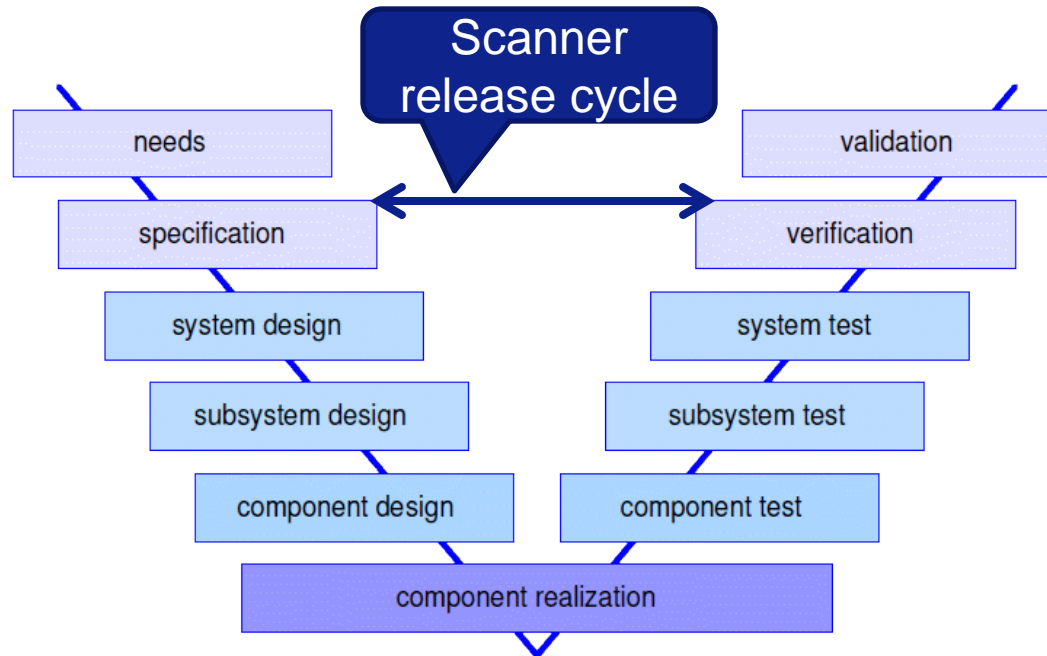 Scanner
release cycle
needs
validation
specification
verification
system design
system test
subsystem design
subsystem test
component design
component test
component realization